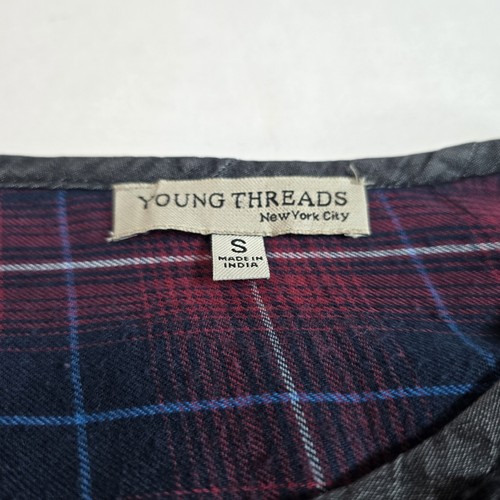 YOUNG THREADS
New York City
S
MADE IN
INDIA